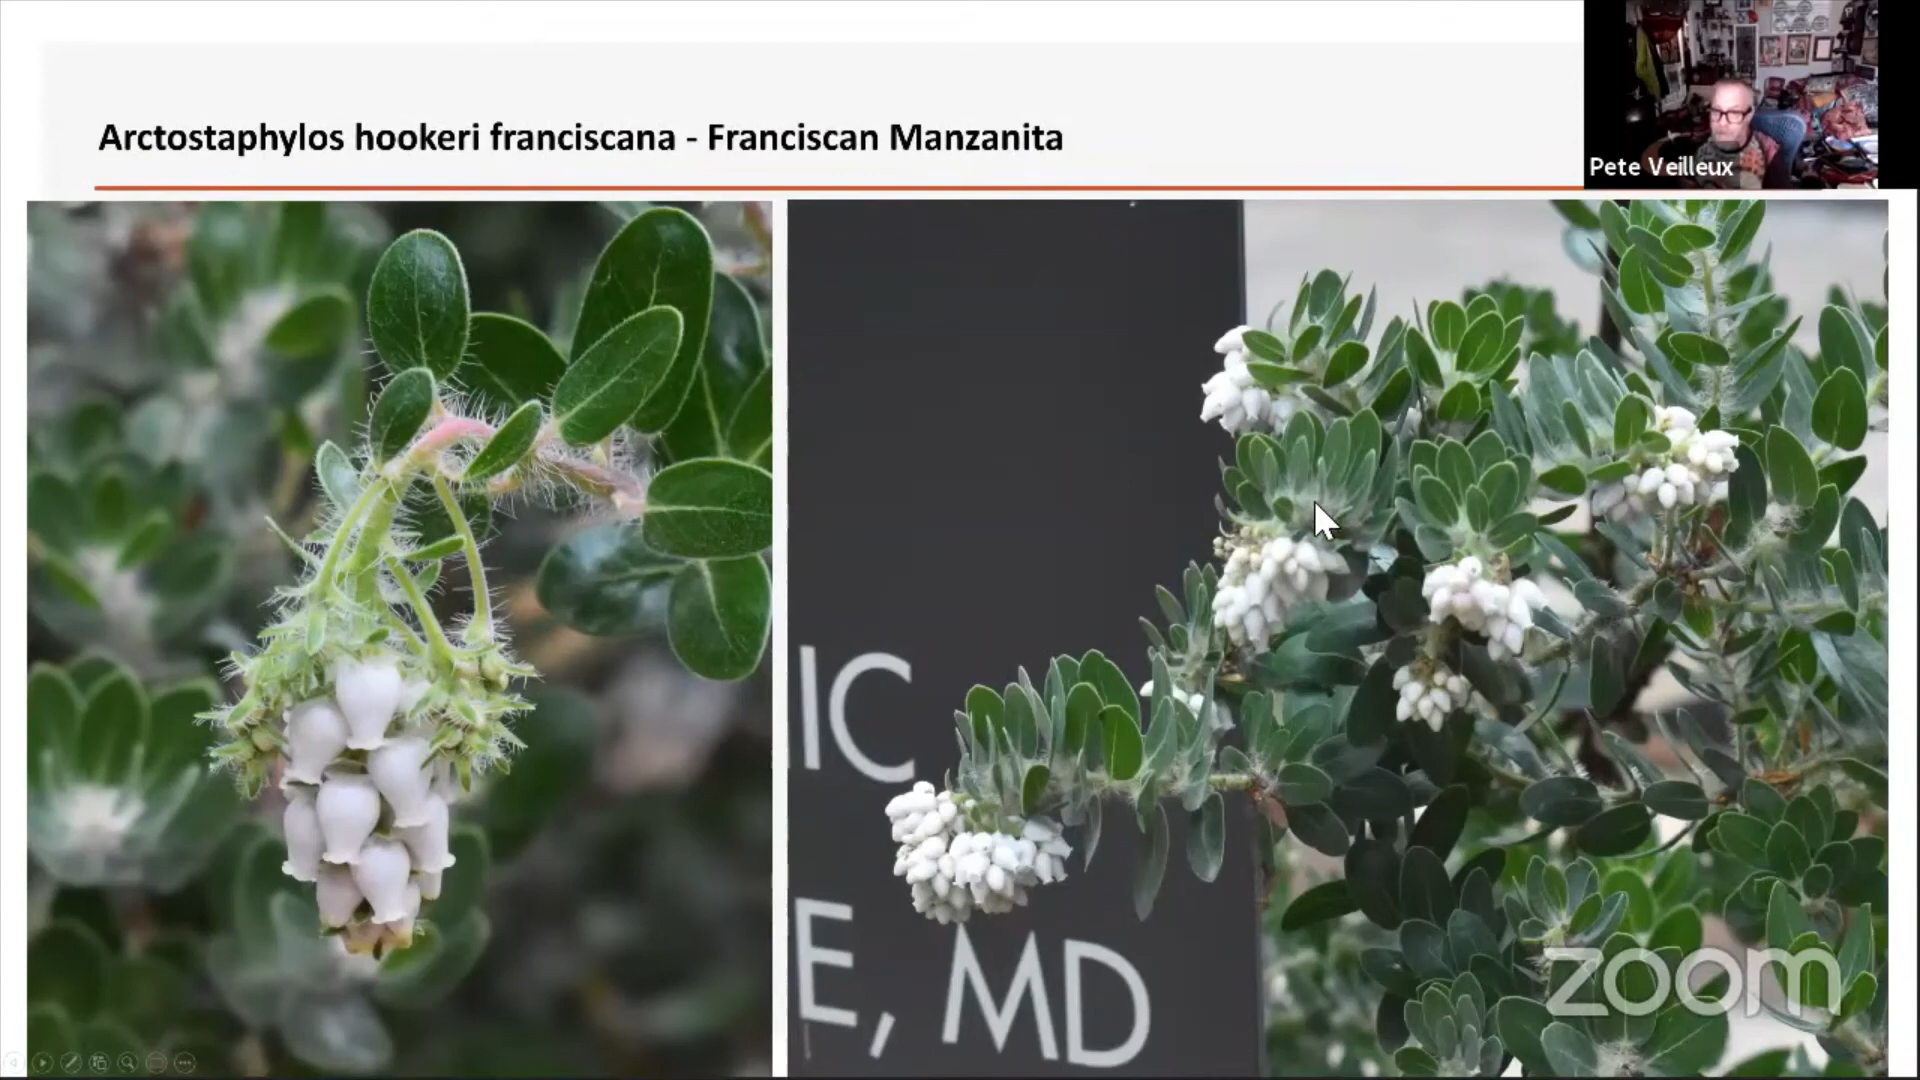 Arctostaphylos hookeri franciscana - Franciscan Manzanita
Pete Veilleux
IC
E, MD
zoom